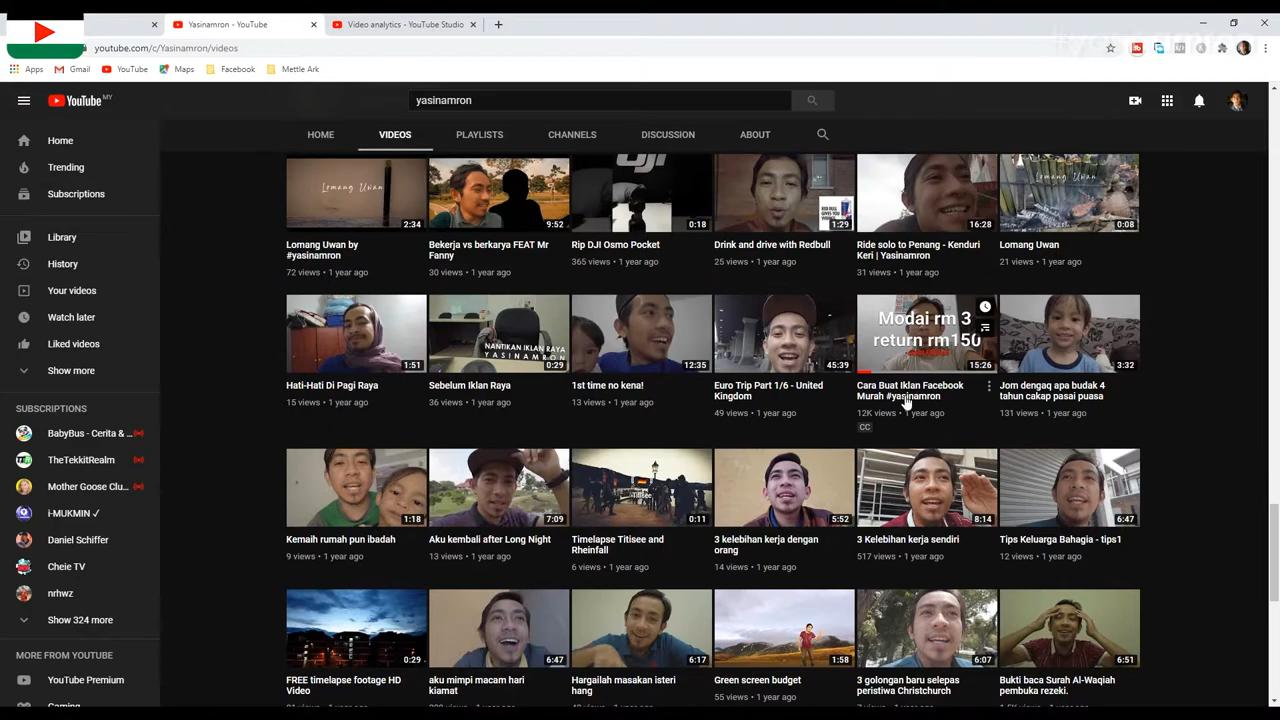 Yasinamron - YouTube
Video analytics - YouTube Studio
youtube.com/c/Yasinamron/videos
Apps Gmail YouTube Maps Facebook Mettle Ark
YouTube MY
yasinamron
HOME VIDEOS PLAYLISTS CHANNELS DISCUSSION ABOUT
Home
Trending
Subscriptions
Library
History
Your videos
Watch later
Liked videos
Show more
SUBSCRIPTIONS
BabyBus - Cerita & ...
TheTekkitRealm
Mother Goose Clu...
i-MUKMIN ✓
Daniel Schiffer
Cheie TV
nrhwz
Show 324 more
MORE FROM YOUTUBE
YouTube Premium
Gaming
Lomang Uwan
2:34
Lomang Uwan by
#yasinamron
72 views • 1 year ago
9:52
Bekerja vs berkarya FEAT Mr
Fanny
30 views • 1 year ago
0:18
Rip DJI Osmo Pocket
365 views • 1 year ago
RED BULL
GIVES YOU
1:29
Drink and drive with Redbull
25 views • 1 year ago
16:28
Ride solo to Penang - Kenduri
Keri | Yasinamron
31 views • 1 year ago
Lomang Uwan
0:08
Lomang Uwan
21 views • 1 year ago
1:51
Hati-Hati Di Pagi Raya
15 views • 1 year ago
NANTIKAN IKLAN RAYA
YASINAMRON
0:29
Sebelum Iklan Raya
36 views • 1 year ago
12:35
1st time no kena!
13 views • 1 year ago
45:39
Euro Trip Part 1/6 - United
Kingdom
49 views • 1 year ago
Modai rm 3
return rm150
15:26
Cara Buat Iklan Facebook
Murah #yasinamron
12K views • 1 year ago
CC
3:32
Jom dengaq apa budak 4
tahun cakap pasai puasa
131 views • 1 year ago
1:18
Kemaih rumah pun ibadah
9 views • 1 year ago
7:09
Aku kembali after Long Night
13 views • 1 year ago
Titisee
0:11
Timelapse Titisee and
Rheinfall
6 views • 1 year ago
5:52
3 kelebihan kerja dengan
orang
14 views • 1 year ago
8:14
3 Kelebihan kerja sendiri
517 views • 1 year ago
6:47
Tips Keluarga Bahagia - tips1
12 views • 1 year ago
0:29
FREE timelapse footage HD
Video
6:47
aku mimpi macam hari
kiamat
6:17
Hargailah masakan isteri
hang
1:58
Green screen budget
55 views • 1 year ago
6:07
3 golongan baru selepas
peristiwa Christchurch
6:51
Bukti baca Surah Al-Waqiah
pembuka rezeki.